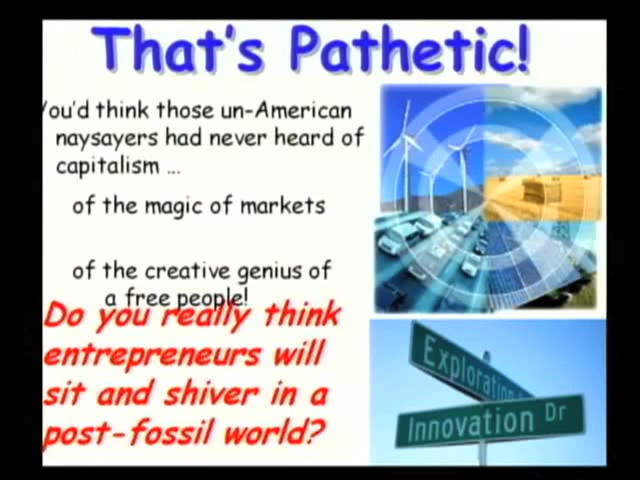 That's Pathetic!
You'd think those un-American
naysayers had never heard of
capitalism ...
of the magic of markets
of the creative genius of
a free people!
Do you really think
entrepreneurs will
sit and shiver in a
post-fossil world?
Exploration
Innovation Dr